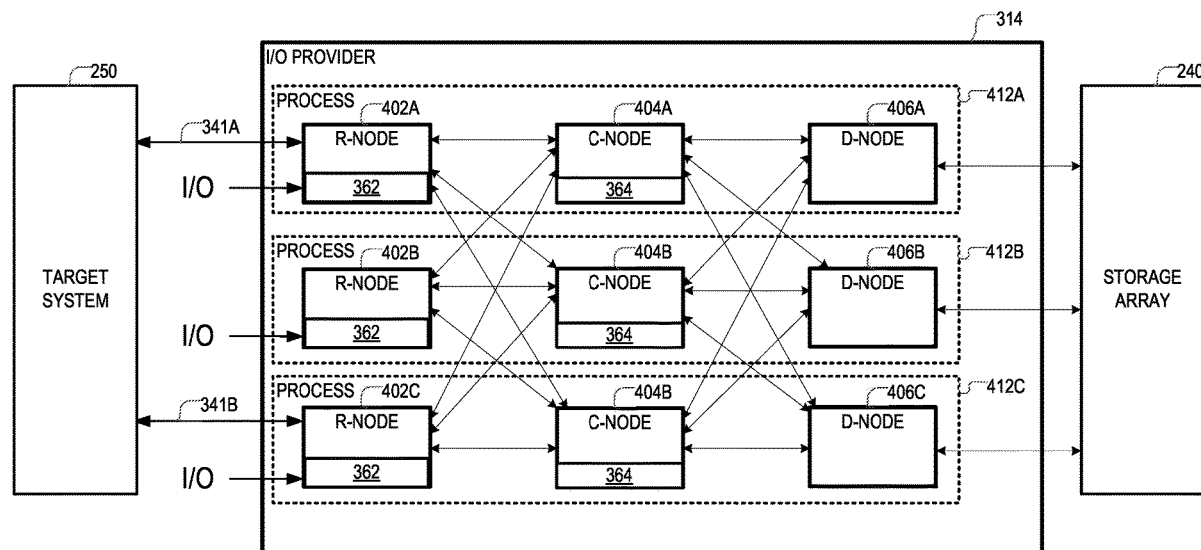 314
I/O PROVIDER
250
240
PROCESS
412A
402A
404A
406A
341A
R-NODE
C-NODE
D-NODE
I/O
362
364
PROCESS
412B
402B
404B
406B
TARGET
SYSTEM
R-NODE
C-NODE
D-NODE
STORAGE
ARRAY
I/O
362
364
PROCESS
412C
402C
404B
406C
341B
R-NODE
C-NODE
D-NODE
I/O
362
364